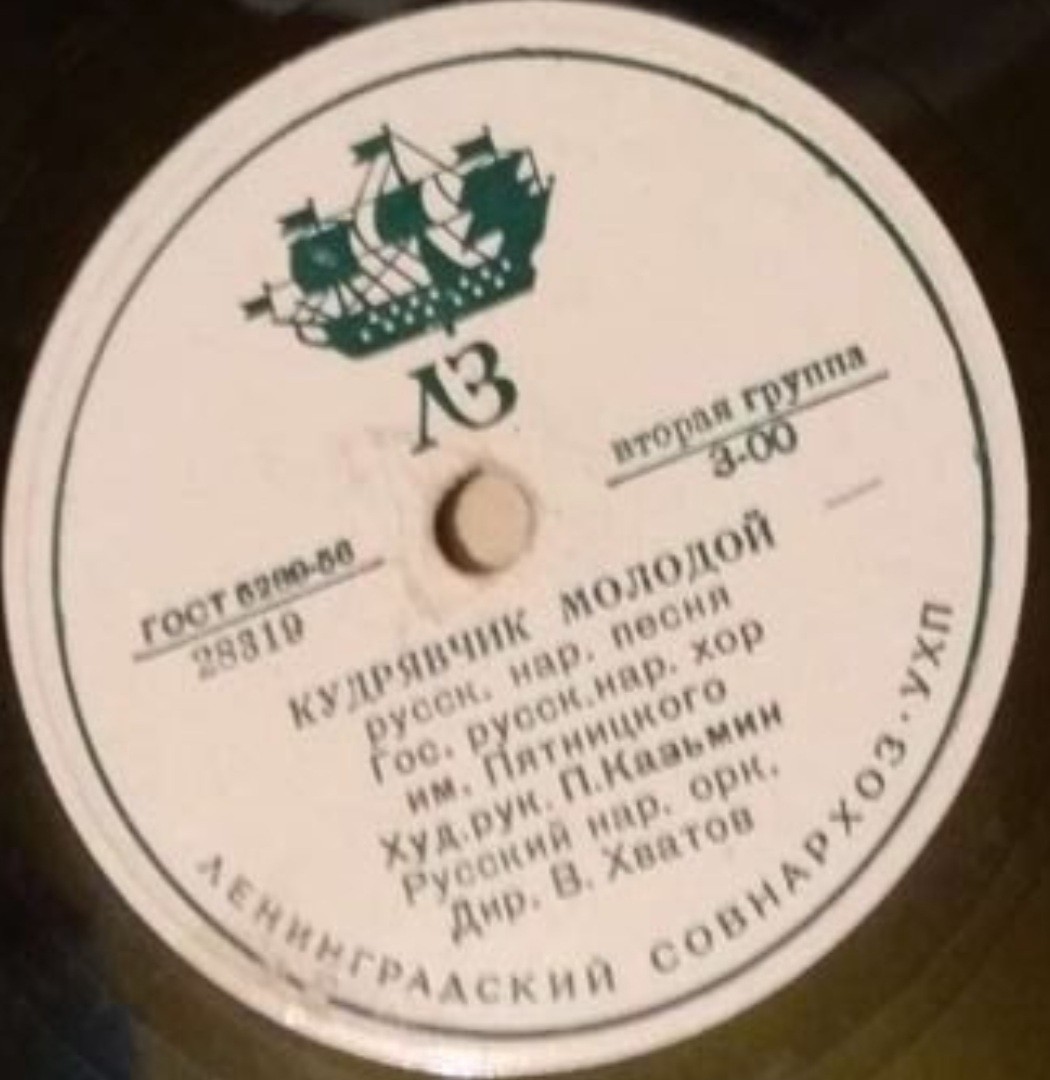 ЛЗ
вторая группа
3-00
ГОСТ 5289-56
28319
КУДРЯВЧИК МОЛОДОЙ
русск. нар. песня
Гос. русск.нар. хор
им. Пятницкого
Худ.рук. П.Казьмин
Русский нар. орк.
Дир. В. Хватов
ЛЕНИНГРАДСКИЙ СОВНАРХОЗ·УХП